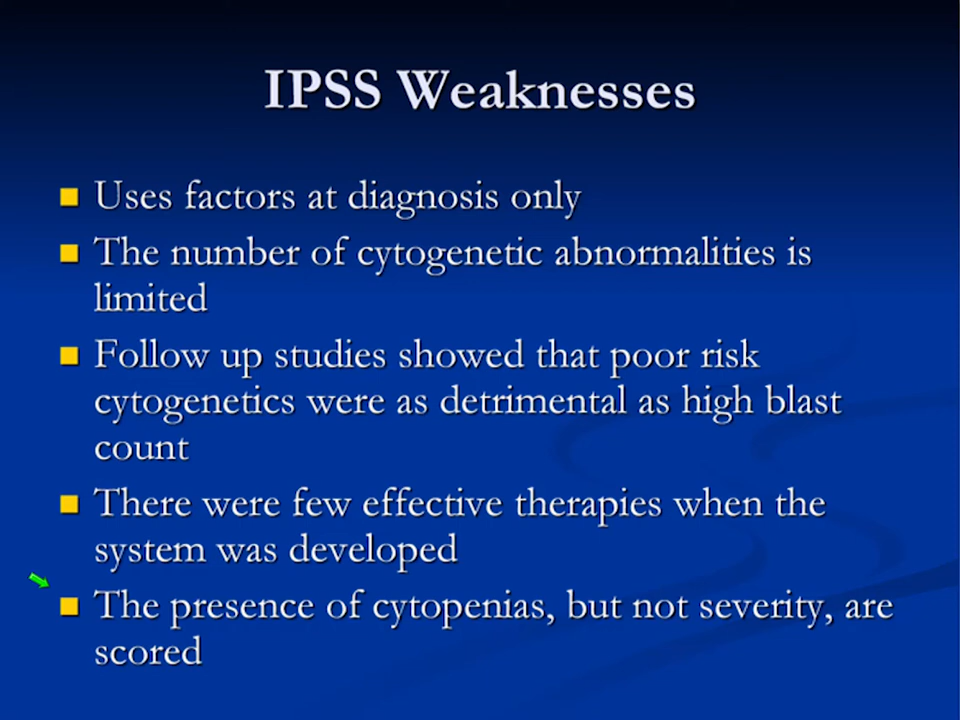 IPSS Weaknesses
Uses factors at diagnosis only
The number of cytogenetic abnormalities is
limited
Follow up studies showed that poor risk
cytogenetics were as detrimental as high blast
count
There were few effective therapies when the
system was developed
The presence of cytopenias, but not severity, are
scored